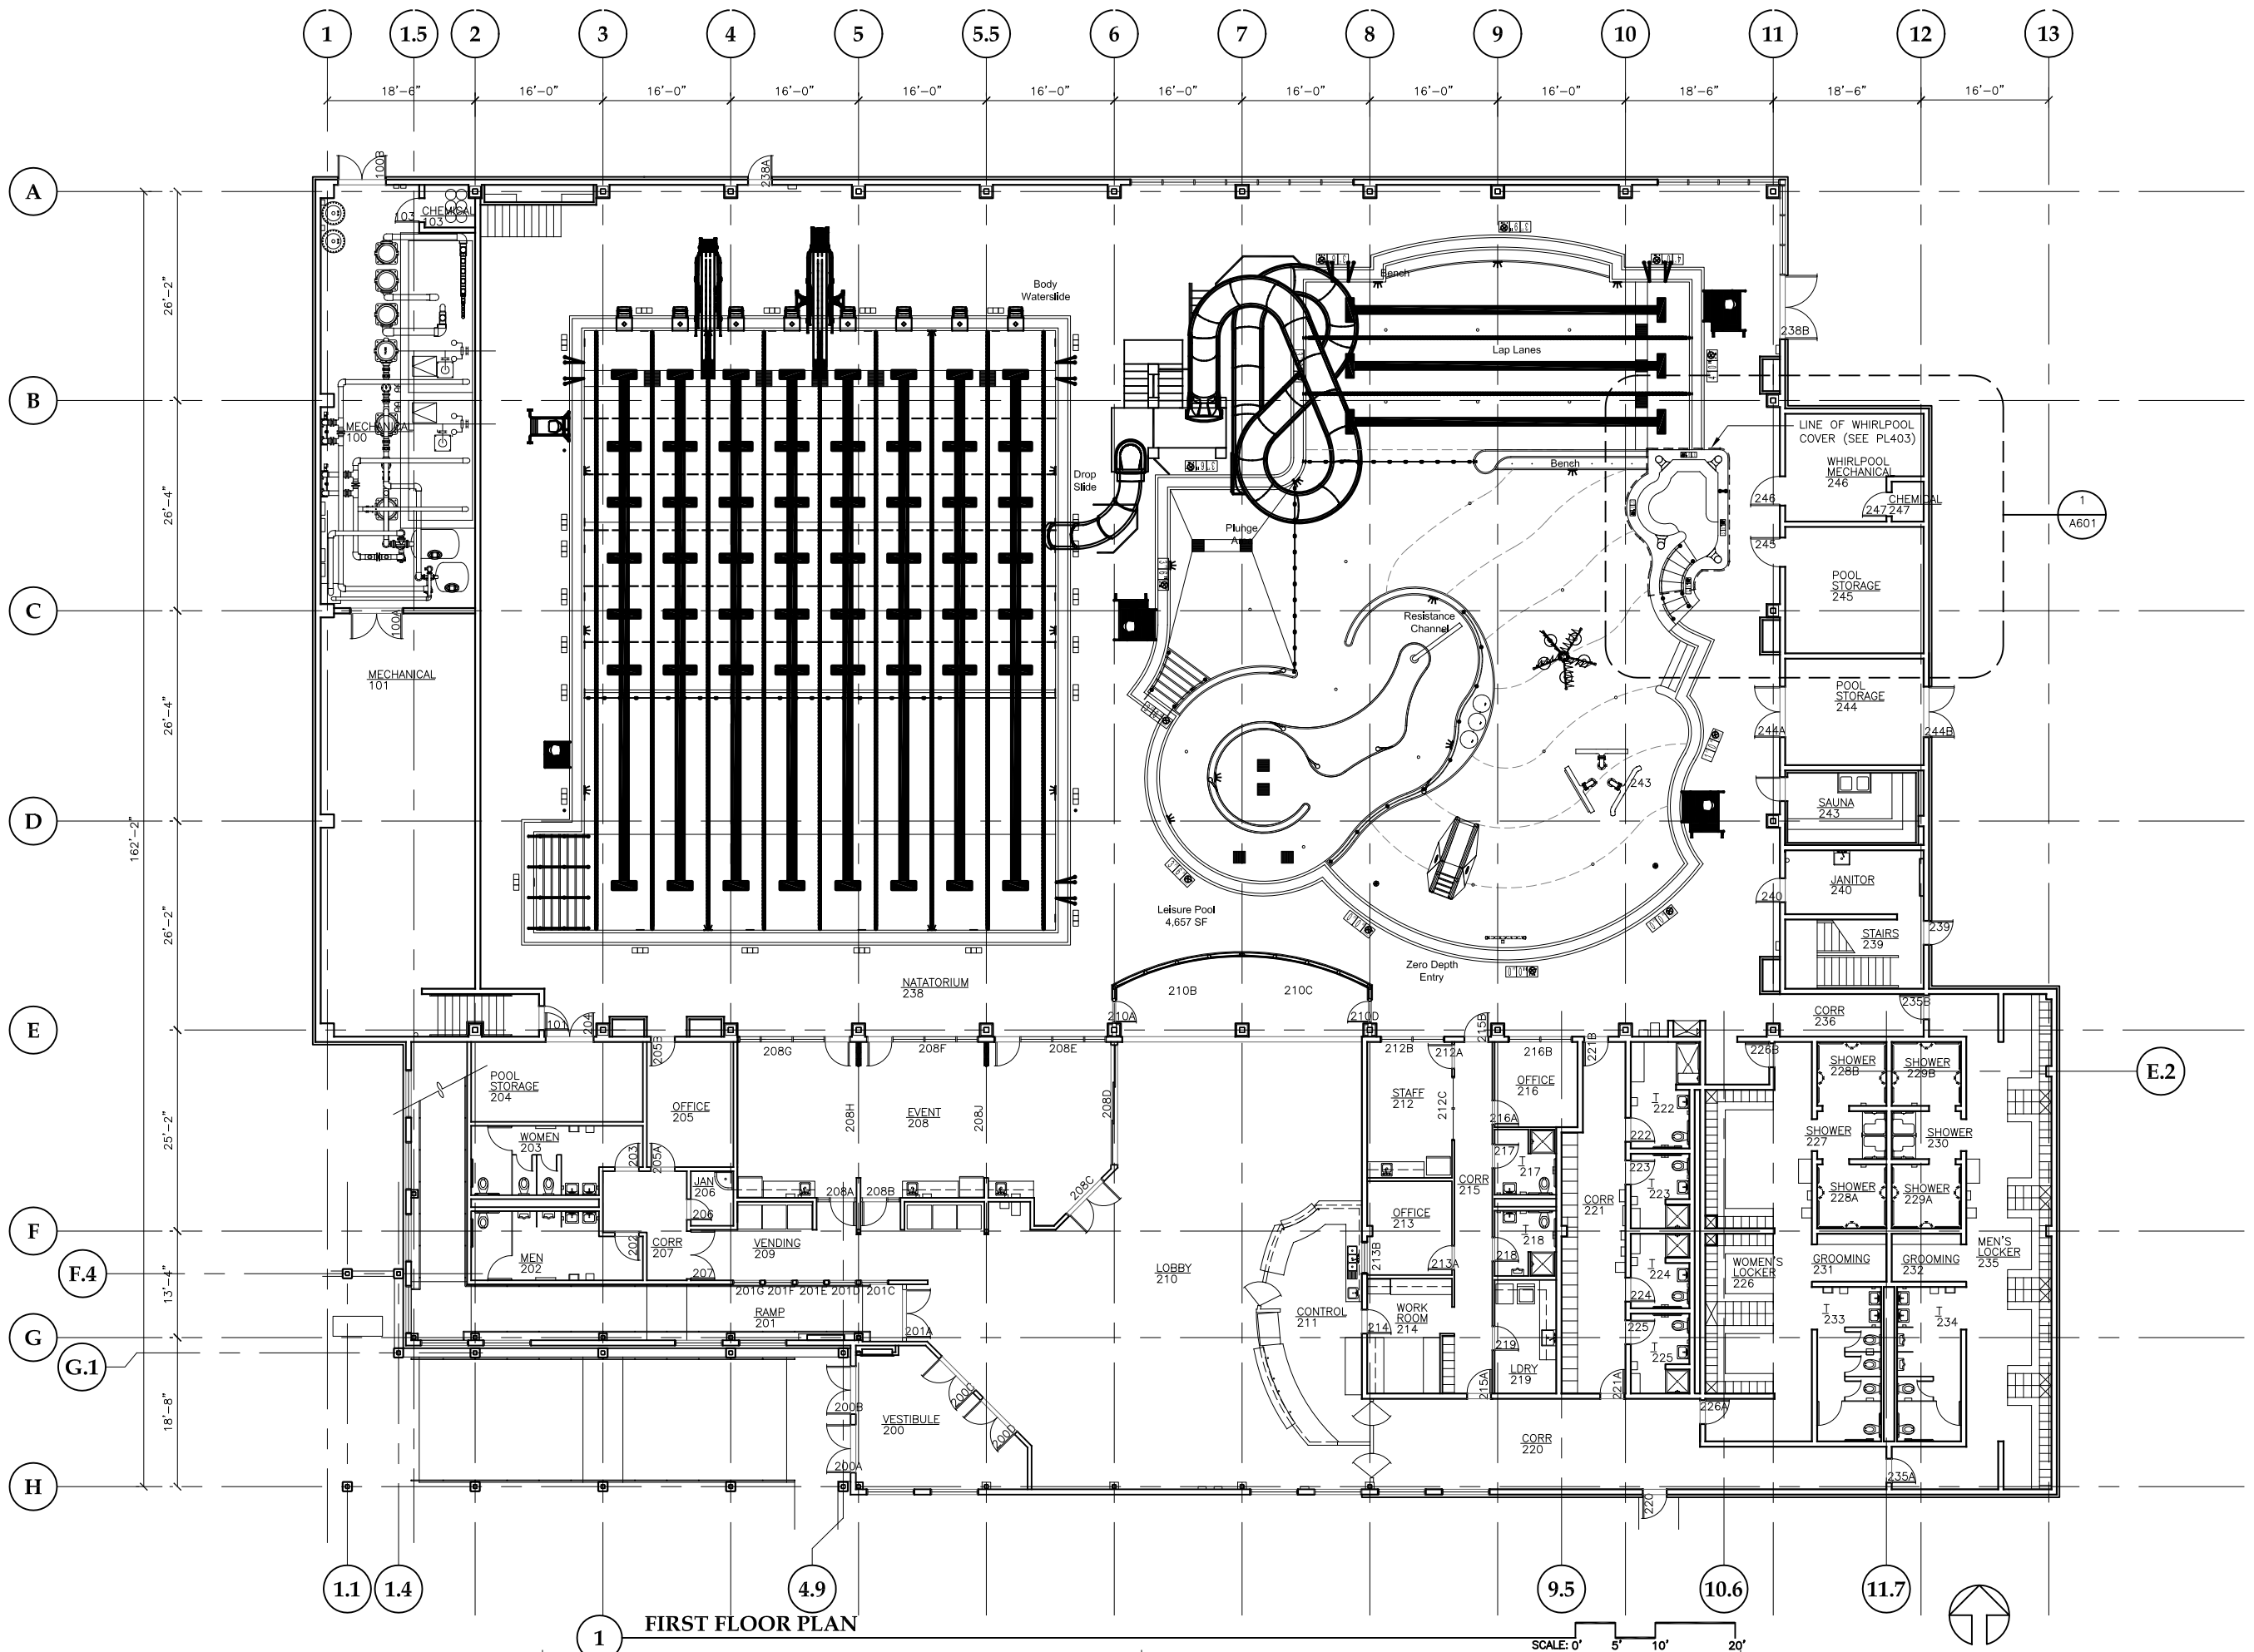 1 1.5 2 3 4 5 5.5 6 7 8 9 10 11 12 13
18'-6" 16'-0" 16'-0" 16'-0" 16'-0" 16'-0" 16'-0" 16'-0" 16'-0" 16'-0" 18'-6" 18'-6" 16'-0"
A
B
C
D
E
F
F.4
G
G.1
H
E.2
26'-2"
26'-4"
26'-4"
26'-2"
25'-2"
13'-4"
18'-8"
162'-2"
100B
238A
103
CHEMICAL
103
MECHANICAL
100
100A
MECHANICAL
101
Body
Waterslide
Drop
Slide
Bench
Lap Lanes
Bench
Plunge
Resistance
Channel
238B
LINE OF WHIRLPOOL
COVER (SEE PL403)
WHIRLPOOL
MECHANICAL
246
246
CHEMICAL
247
247
1
A601
245
POOL
STORAGE
245
POOL
STORAGE
244
244A
244B
243
SAUNA
243
JANITOR
240
240
STAIRS
239
239
Leisure Pool
4,657 SF
Zero Depth
Entry
NATATORIUM
238
210B
210C
210A
210D
101
204
205B
208G
208F
208E
215B
212B
212A
216B
221B
CORR
236
235B
226B
POOL
STORAGE
204
OFFICE
205
208H
EVENT
208
208J
208D
STAFF
212
212C
OFFICE
216
216A
T
222
222
SHOWER
228B
SHOWER
229B
WOMEN
203
203
205A
JAN
206
206
208A
208B
208C
CORR
215
217
T
217
CORR
221
223
T
223
SHOWER
227
SHOWER
230
SHOWER
228A
SHOWER
229A
MEN
202
202
CORR
207
207
VENDING
209
LOBBY
210
OFFICE
213
213B
213A
218
T
218
T
224
224
WOMEN'S
LOCKER
226
GROOMING
231
GROOMING
232
MEN'S
LOCKER
235
201G 201F 201E 201D 201C
RAMP
201
201A
CONTROL
211
WORK
ROOM
214
214
219
LDRY
219
225
T
225
T
233
T
234
200B
VESTIBULE
200
200C
200D
200A
215A
221A
226A
CORR
220
235A
220
1.1 1.4 4.9 9.5 10.6 11.7
1
FIRST FLOOR PLAN
SCALE: 0' 5' 10' 20'